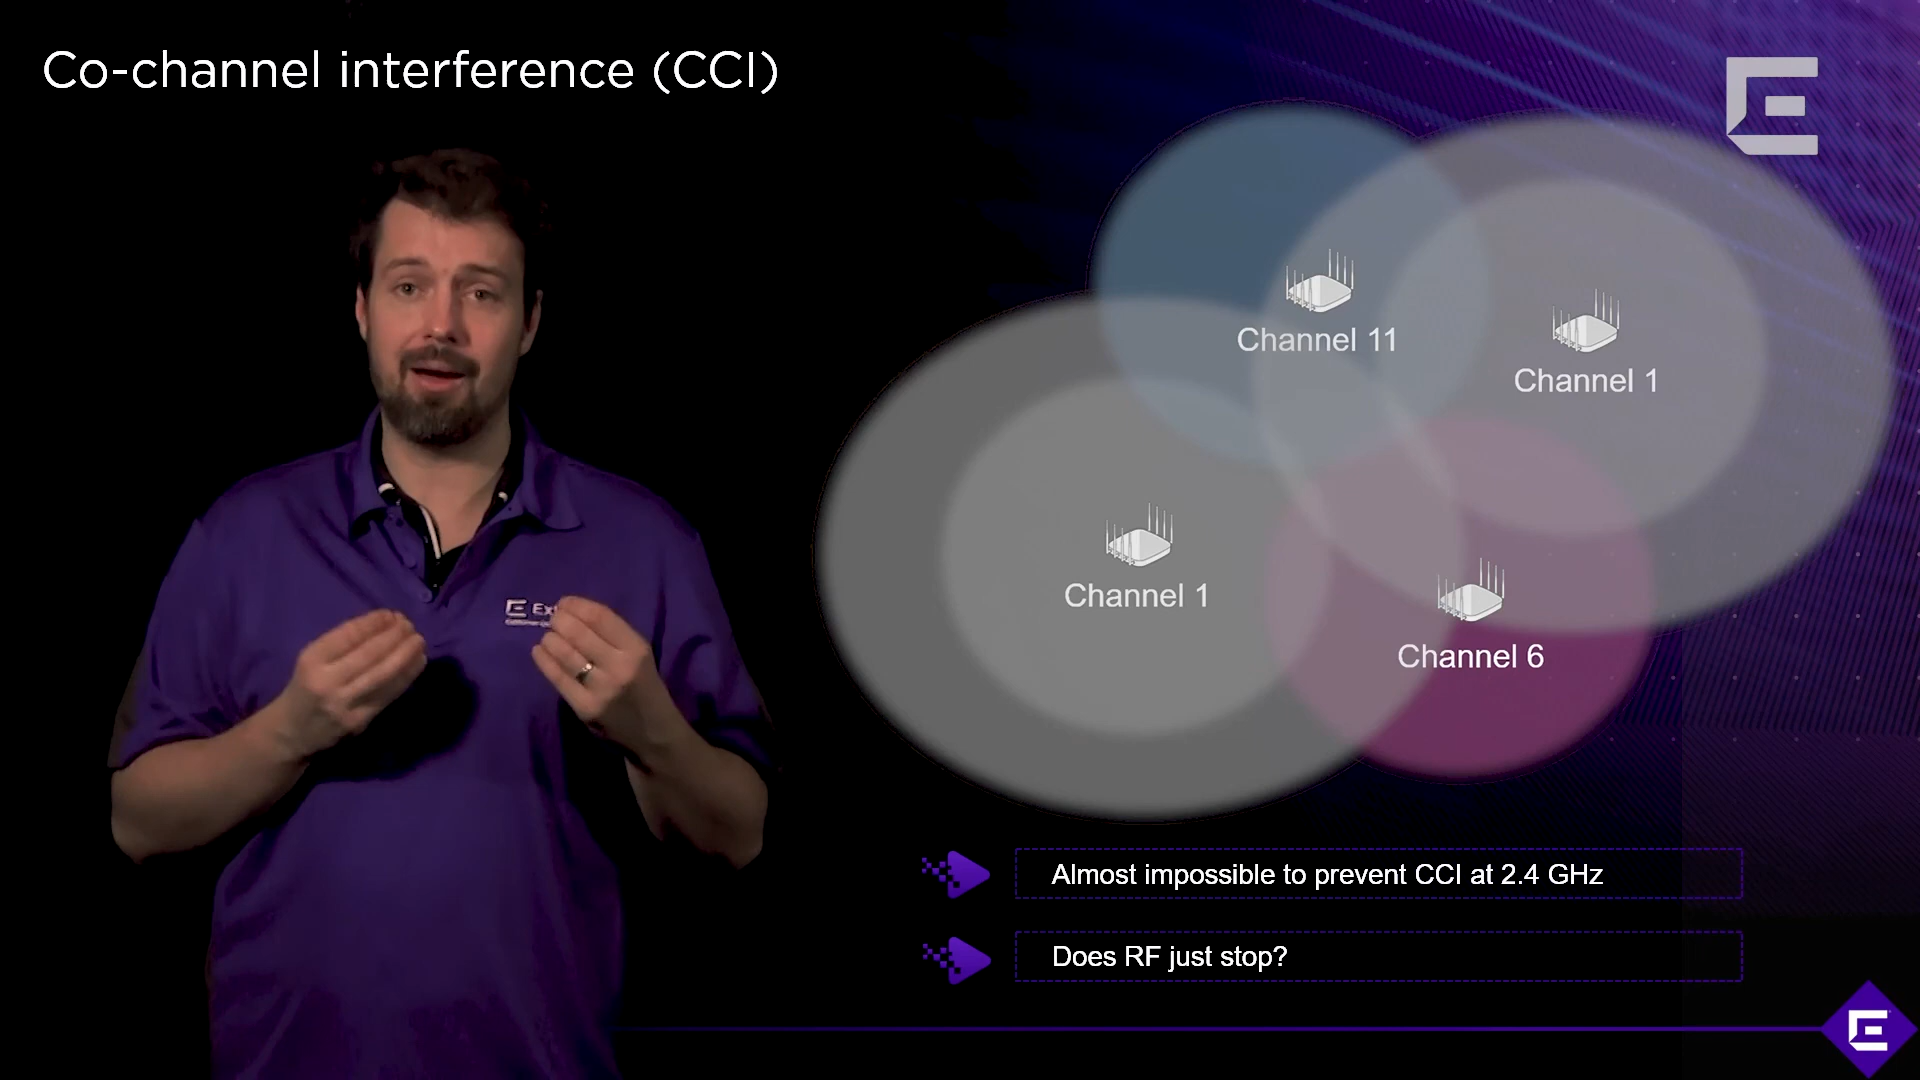 Co-channel interference (CCI)
Channel 11
Channel 1
Channel 1
Channel 6
Almost impossible to prevent CCI at 2.4 GHz
Does RF just stop?